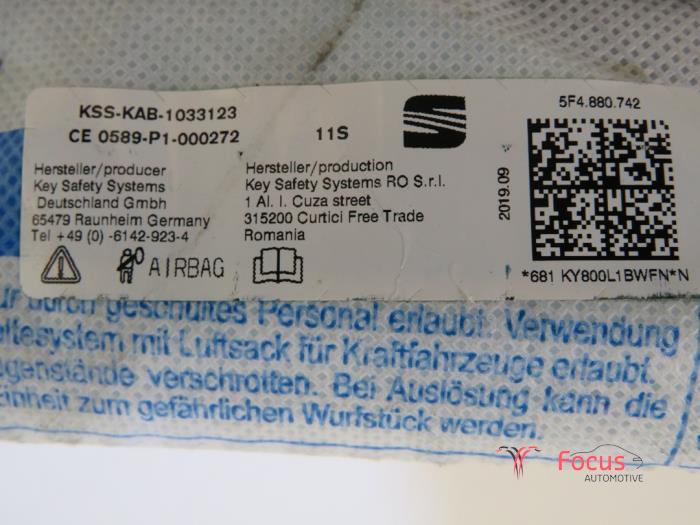 KSS-KAB-1033123
CE 0589-P1-000272
11S
Hersteller/producer
Key Safety Systems
Deutschland Gmbh
65479 Raunheim Germany
Tel +49 (0) -6142-923-4
Hersteller/production
Key Safety Systems RO S.r.l.
1 Al. I. Cuza street
315200 Curtici Free Trade
Romania
AIRBAG
2019.09
5F4.880.742
*681 KY800L1BWFN*N
durch geschultes Personal erlaubt. Verwendung
mit Luftsack für Kraftfahrzeuge erlaubt.
verschrotten. Bei Auslösung kann die
zum gefährlichen Wurfstück werden.
Focus
AUTOMOTIVE